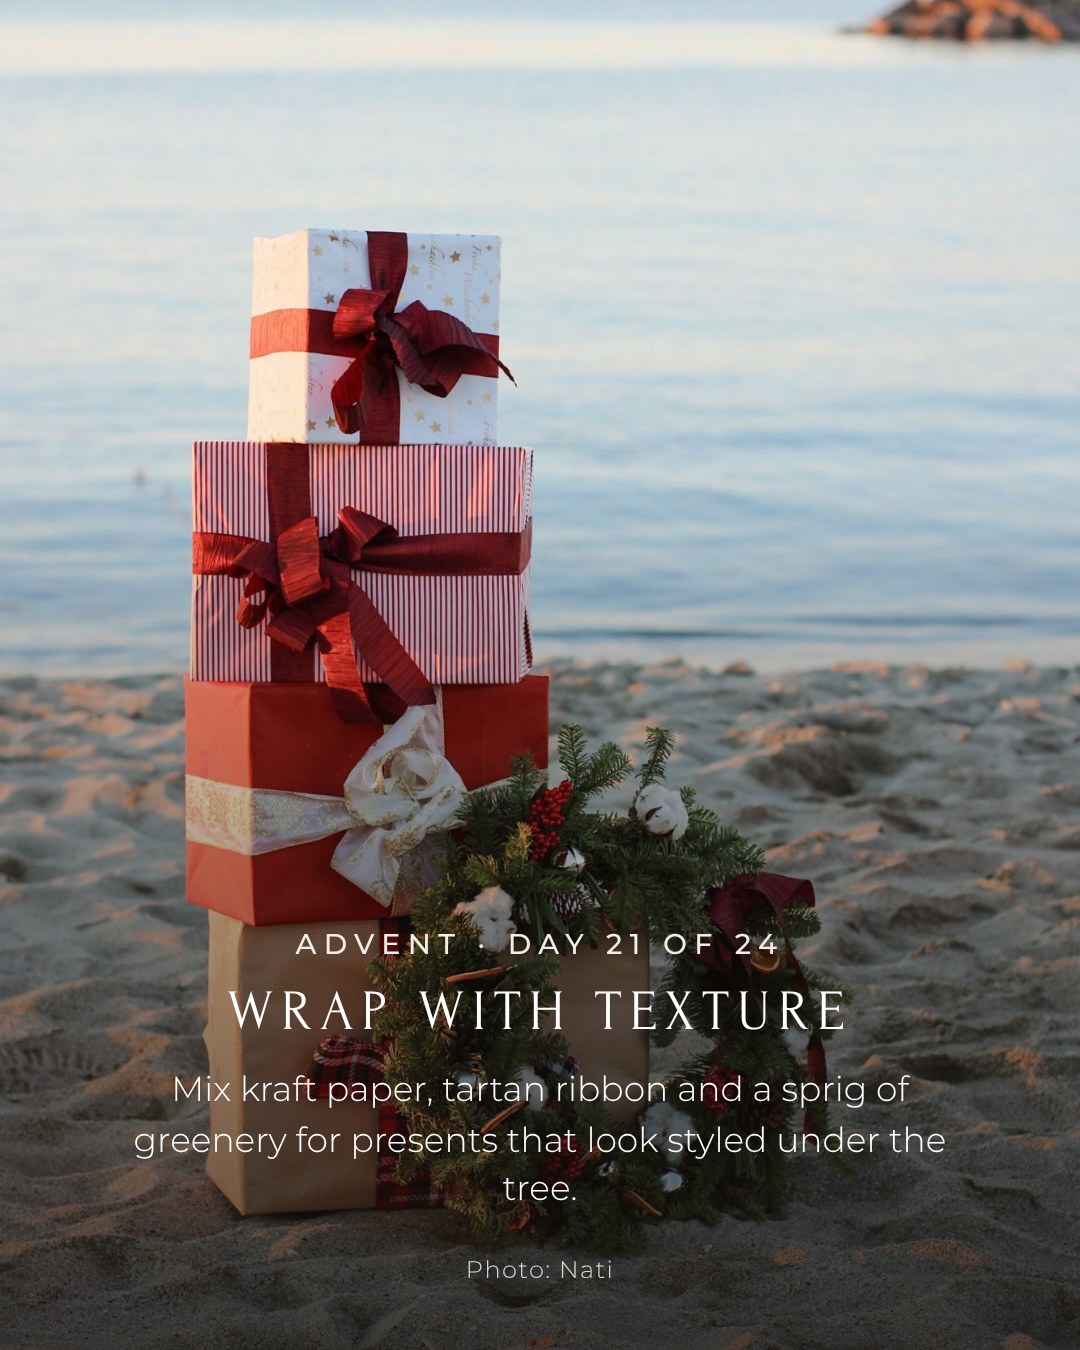 ADVENT · DAY 21 OF 24
WRAP WITH TEXTURE
Mix kraft paper, tartan ribbon and a sprig of
greenery for presents that look styled under the
tree.
Photo: Nati